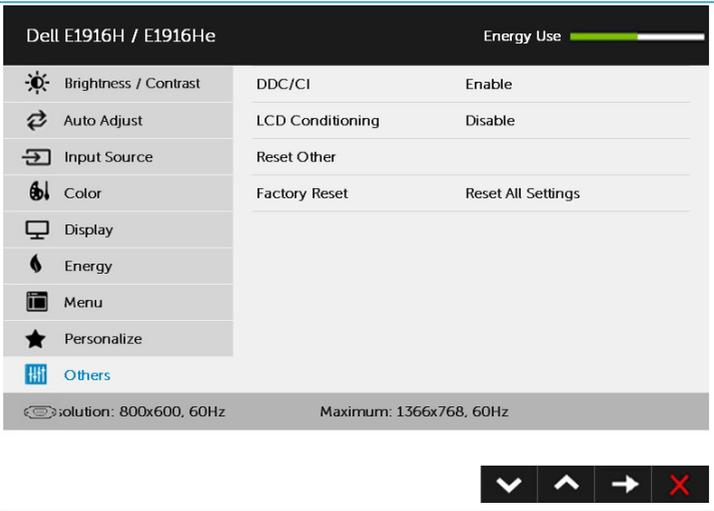 Dell E1916H / E1916He
Energy Use
Brightness / Contrast
DDC/CI Enable
Auto Adjust
LCD Conditioning Disable
Input Source
Reset Other
Color
Factory Reset Reset All Settings
Display
Energy
Menu
Personalize
Others
solution: 800x600, 60Hz Maximum: 1366x768, 60Hz